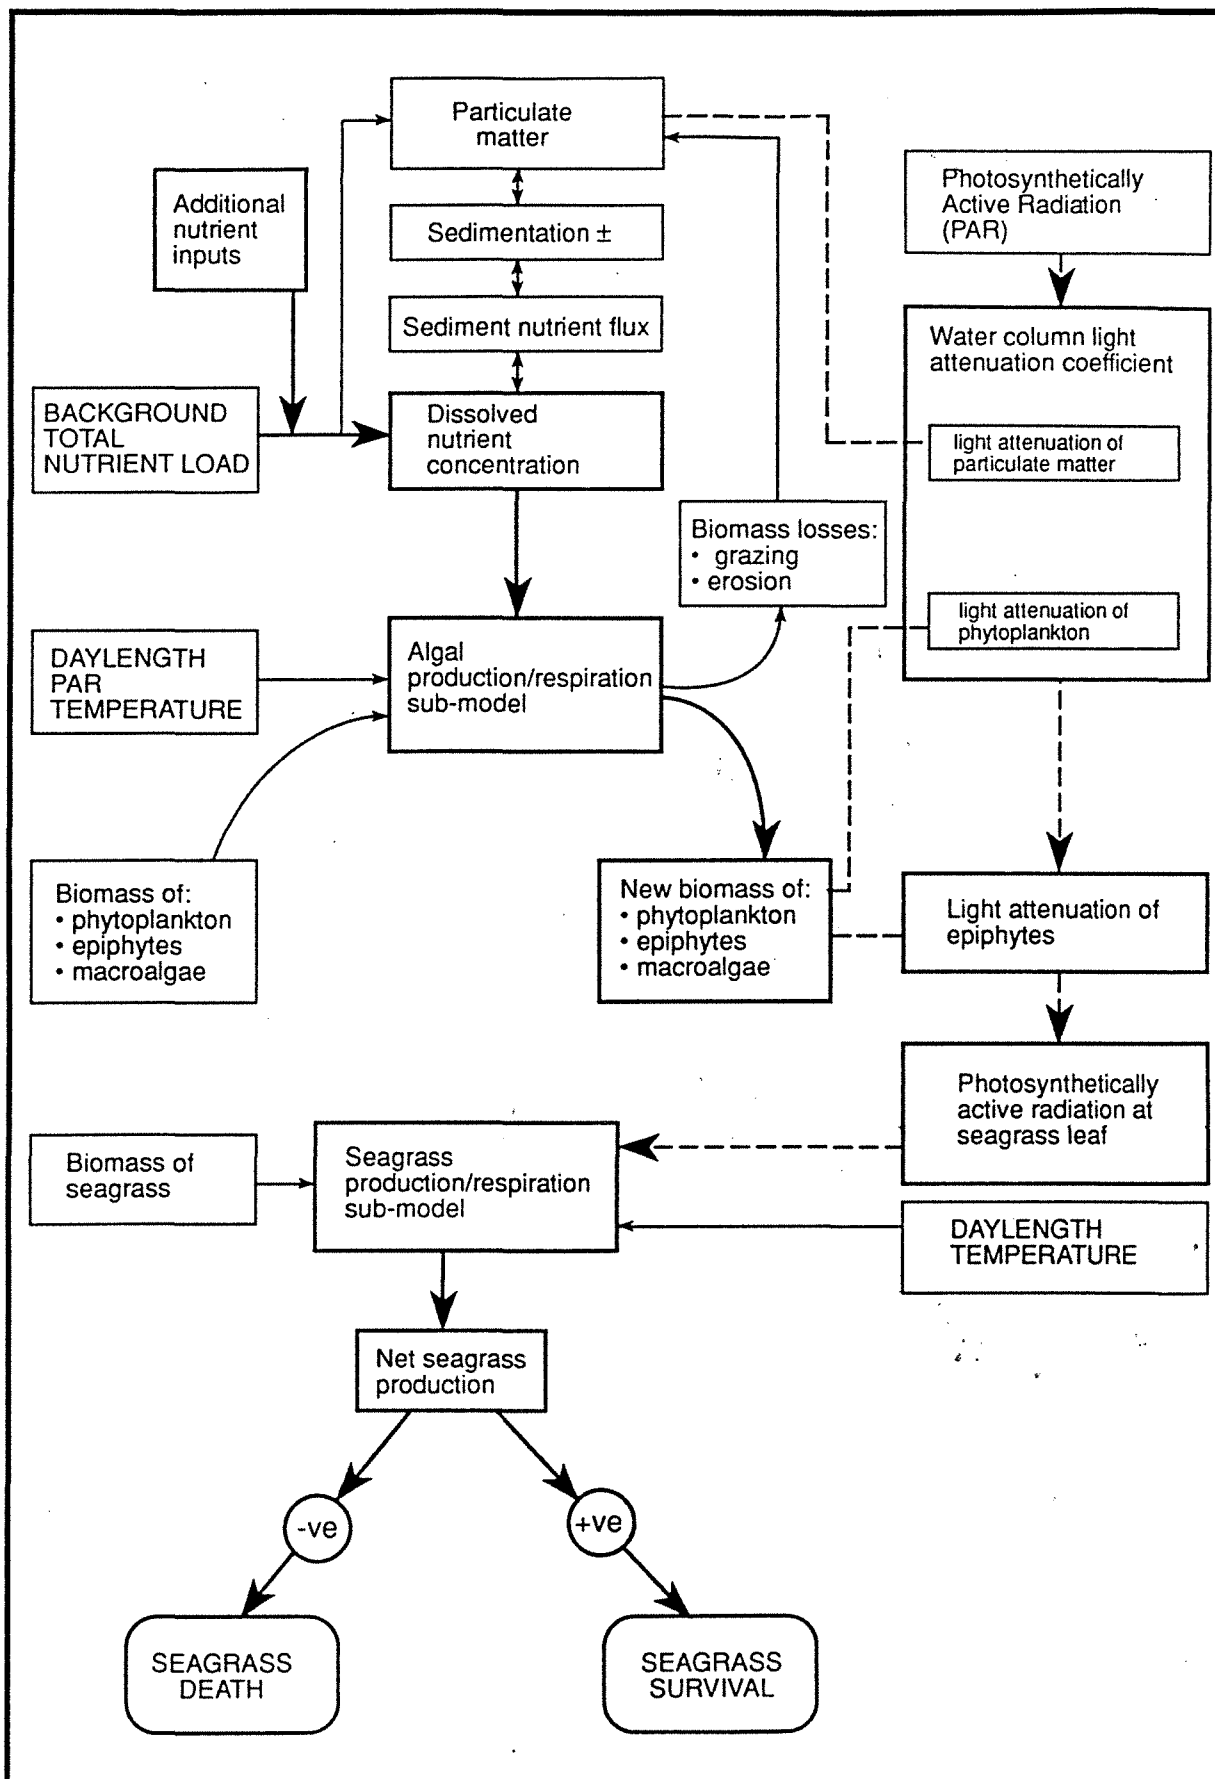 Particulate
matter
Additional
nutrient
inputs
Sedimentation ±
Sediment nutrient flux
Photosynthetically
Active Radiation
(PAR)
Water column light
attenuation coefficient
BACKGROUND
TOTAL
NUTRIENT LOAD
Dissolved
nutrient
concentration
light attenuation of
particulate matter
Biomass losses:
• grazing
• erosion
light attenuation of
phytoplankton
DAYLENGTH
PAR
TEMPERATURE
Algal
production/respiration
sub-model
Biomass of:
• phytoplankton
• epiphytes
• macroalgae
New biomass of:
• phytoplankton
• epiphytes
• macroalgae
Light attenuation of
epiphytes
Photosynthetically
active radiation at
seagrass leaf
Biomass of
seagrass
Seagrass
production/respiration
sub-model
DAYLENGTH
TEMPERATURE
Net seagrass
production
-ve
+ve
SEAGRASS
DEATH
SEAGRASS
SURVIVAL